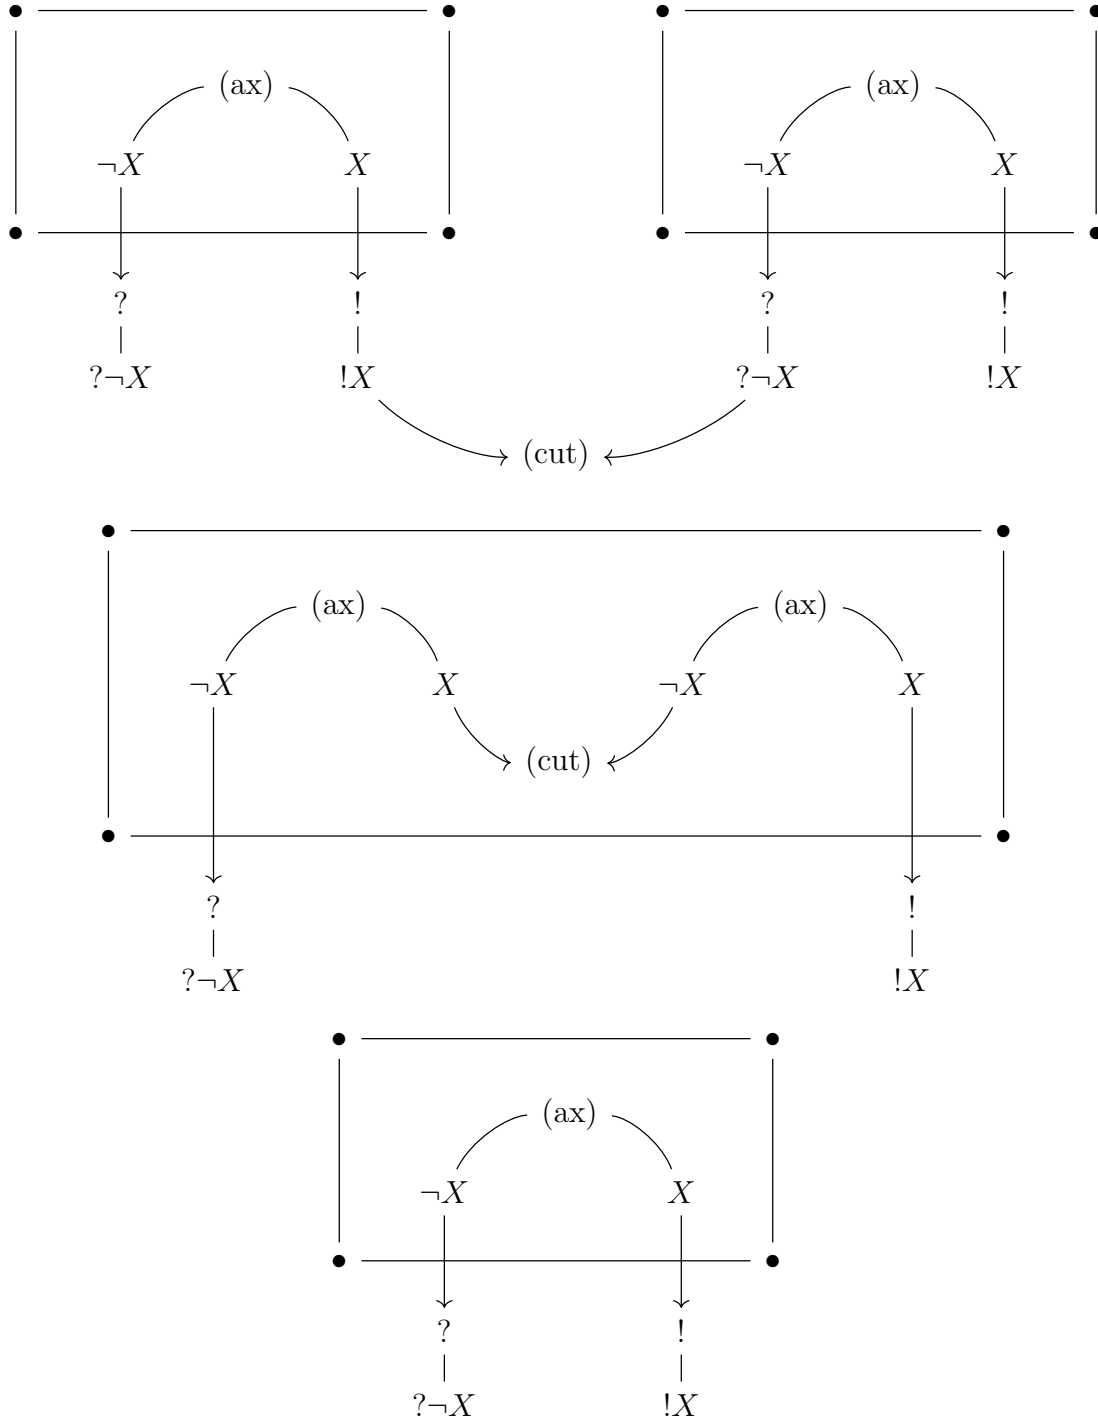 (ax) (ax)
¬X X ¬X X
? ! ? !
?¬X !X ?¬X !X
(cut)
(ax) (ax)
¬X X ¬X X
(cut)
? !
?¬X !X
(ax)
¬X X
? !
?¬X !X